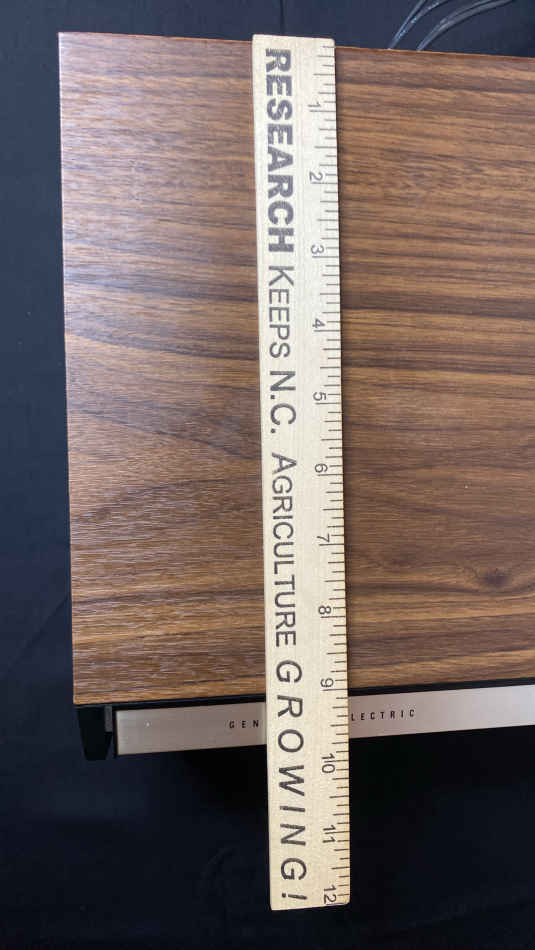 RESEARCH KEEPS N.C. AGRICULTURE GROWING!
1 2 3 4 5 6 7 8 9 10 11 12
GEN LECTRIC